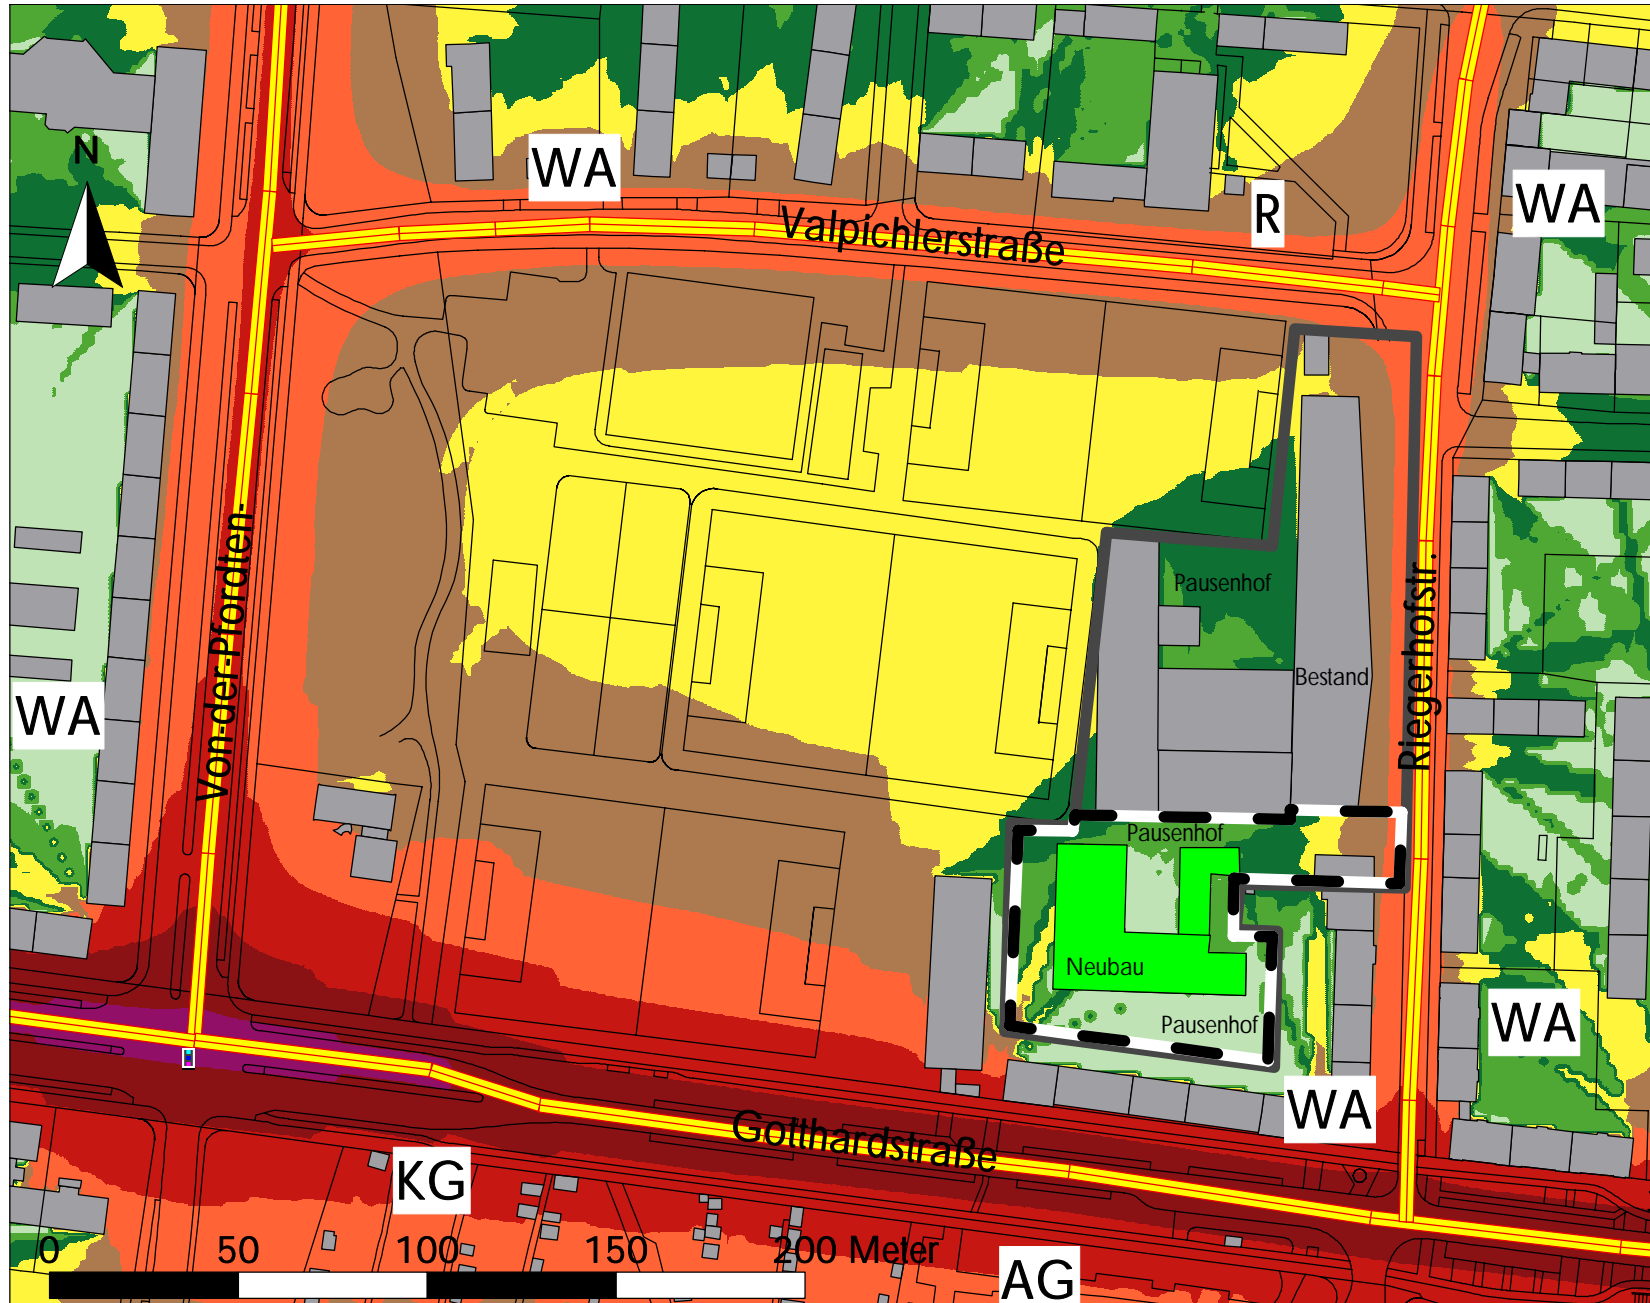 N
WA
R
WA
Valpichlerstraße
Von-der-Pfordten-
Pausenhof
Bestand
Riegerhofstr.
WA
Pausenhof
Neubau
Pausenhof
WA
WA
Gotthardstraße
KG
0 50 100 150 200 Meter
AG